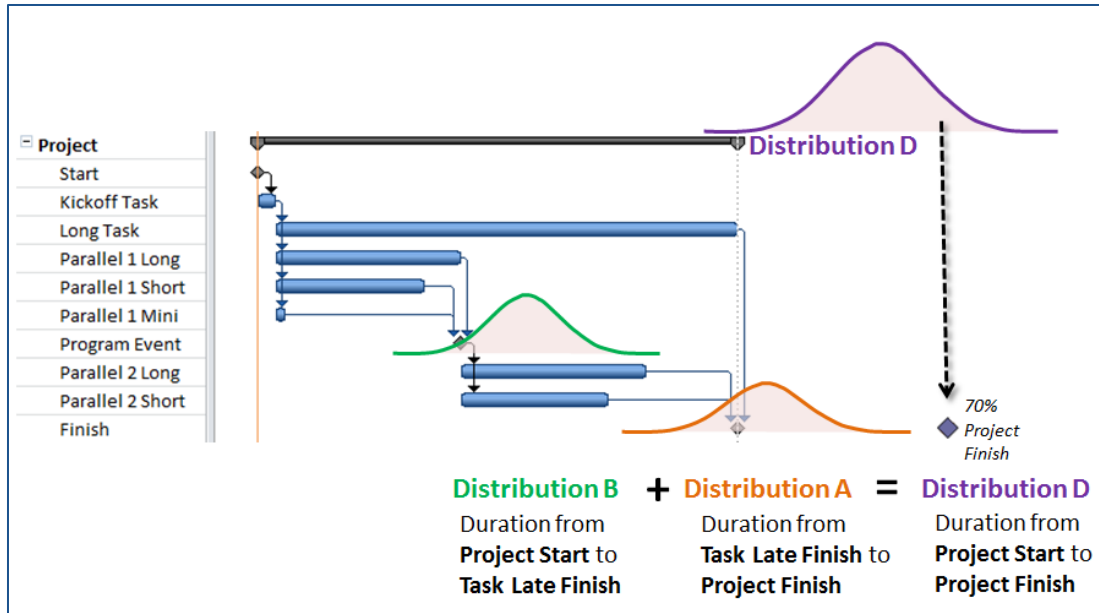 Project
Distribution D
Start
Kickoff Task
Long Task
Parallel 1 Long
Parallel 1 Short
Parallel 1 Mini
Program Event
Parallel 2 Long
Parallel 2 Short
Finish
70%
Project
Finish
Distribution B + Distribution A = Distribution D
Duration from
Project Start to
Task Late Finish
Duration from
Task Late Finish to
Project Finish
Duration from
Project Start to
Project Finish